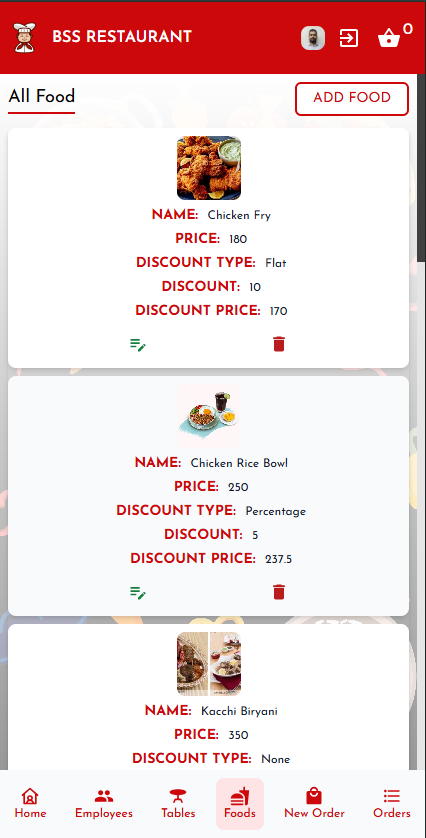 BSS RESTAURANT 0
All Food ADD FOOD
NAME: Chicken Fry
PRICE: 180
DISCOUNT TYPE: Flat
DISCOUNT: 10
DISCOUNT PRICE: 170
NAME: Chicken Rice Bowl
PRICE: 250
DISCOUNT TYPE: Percentage
DISCOUNT: 5
DISCOUNT PRICE: 237.5
NAME: Kacchi Biryani
PRICE: 350
DISCOUNT TYPE: None
Home Employees Tables Foods New Order Orders